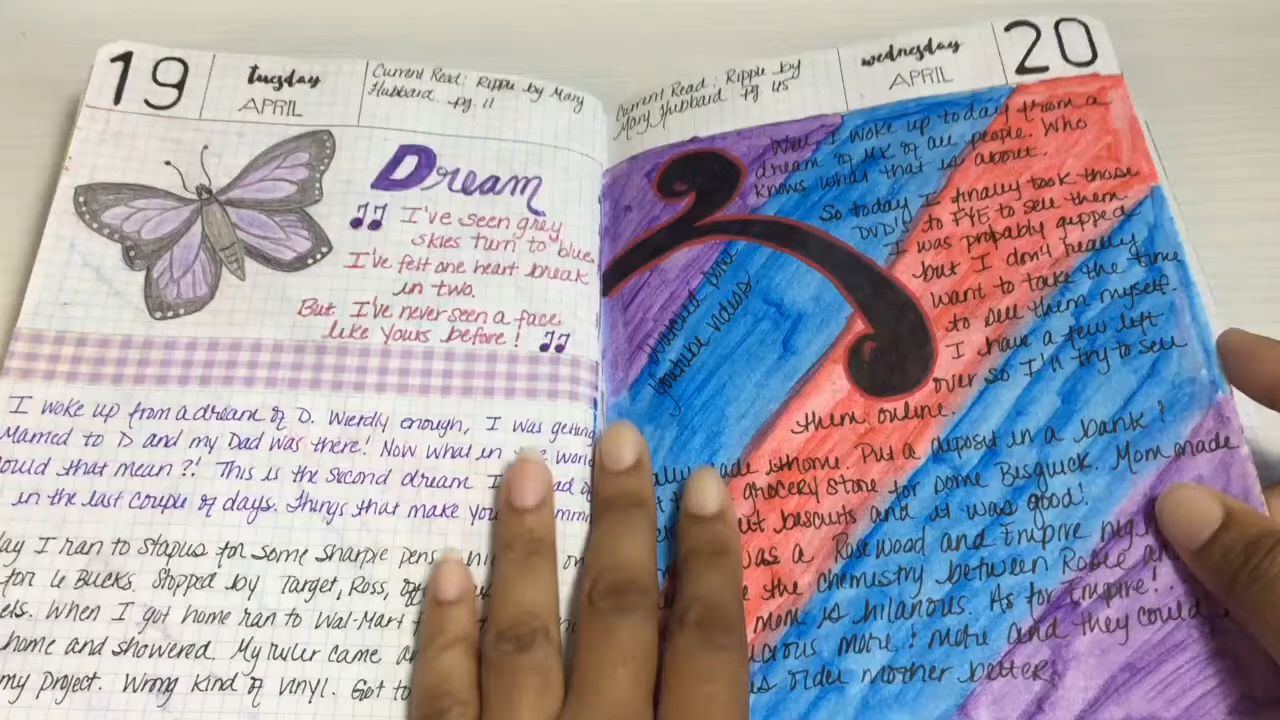 19
tuesday
APRIL
Current Read: Ripple by Mary
Hubbard pg. 11
Dream
I've seen grey
skies turn to blue
I've felt one heart break
in two.
But I've never seen a face
like yours before!
I woke up from a dream of D. Wierdly enough, I was getting
Married to D and my Dad was there! Now what in world
could that mean?! This is the second dream I
in the last couple of days. Things that make you
I ran to Staples for some sharpie pens
for 6 Bucks. Stopped by Target, Ross,
When I got home ran to Wal-Mart
home and showered. My ruler came
my project. Wrong kind of vinyl. Got to
Current Read: Ripple by
Mary Hubbard pg 45
wednesday
APRIL
20
Well, I woke up today from a
dream of MK of all people. Who
knows what that is about.
So today I finally took those
DVD's to FYE to sell them
I was probably gypped
but I don't really
want to take the time
to sell them myself.
I have a few left
over so I'll try to sell
them online.
Watched some
Youtube videos.
home. Put a deposit in a bank &
grocery store for some Bisquick. Mom made
biscuits and it was good!
was a Rosewood and Empire
the chemistry between Rosie
mom is hilarious. As for Empire!
more & more and they could
older mother better.